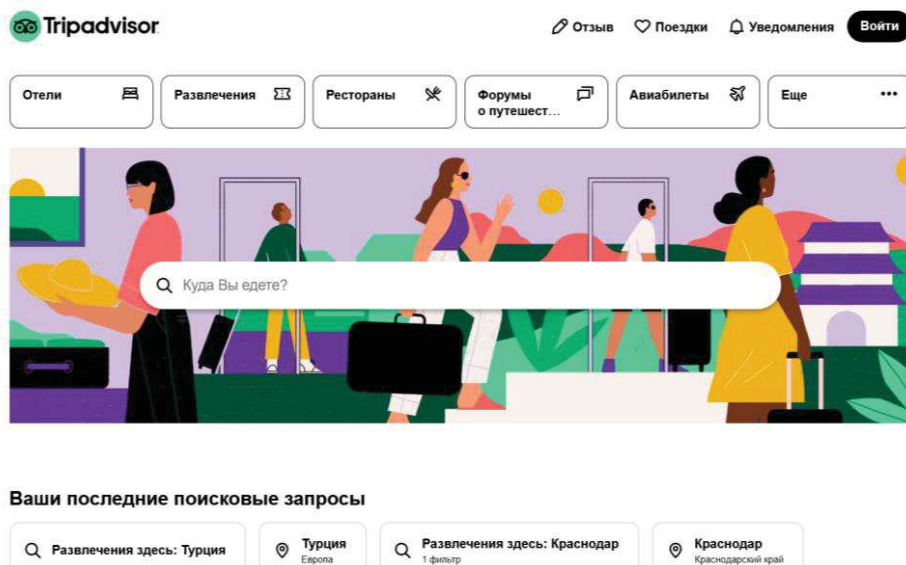 Tripadvisor
Отзыв Поездки Уведомления Войти
Отели Развлечения Рестораны Форумы о путешест... Авиабилеты Еще
Куда Вы едете?
Ваши последние поисковые запросы
Развлечения здесь: Турция
Турция
Европа
Развлечения здесь: Краснодар
1 фильтр
Краснодар
Краснодарский край